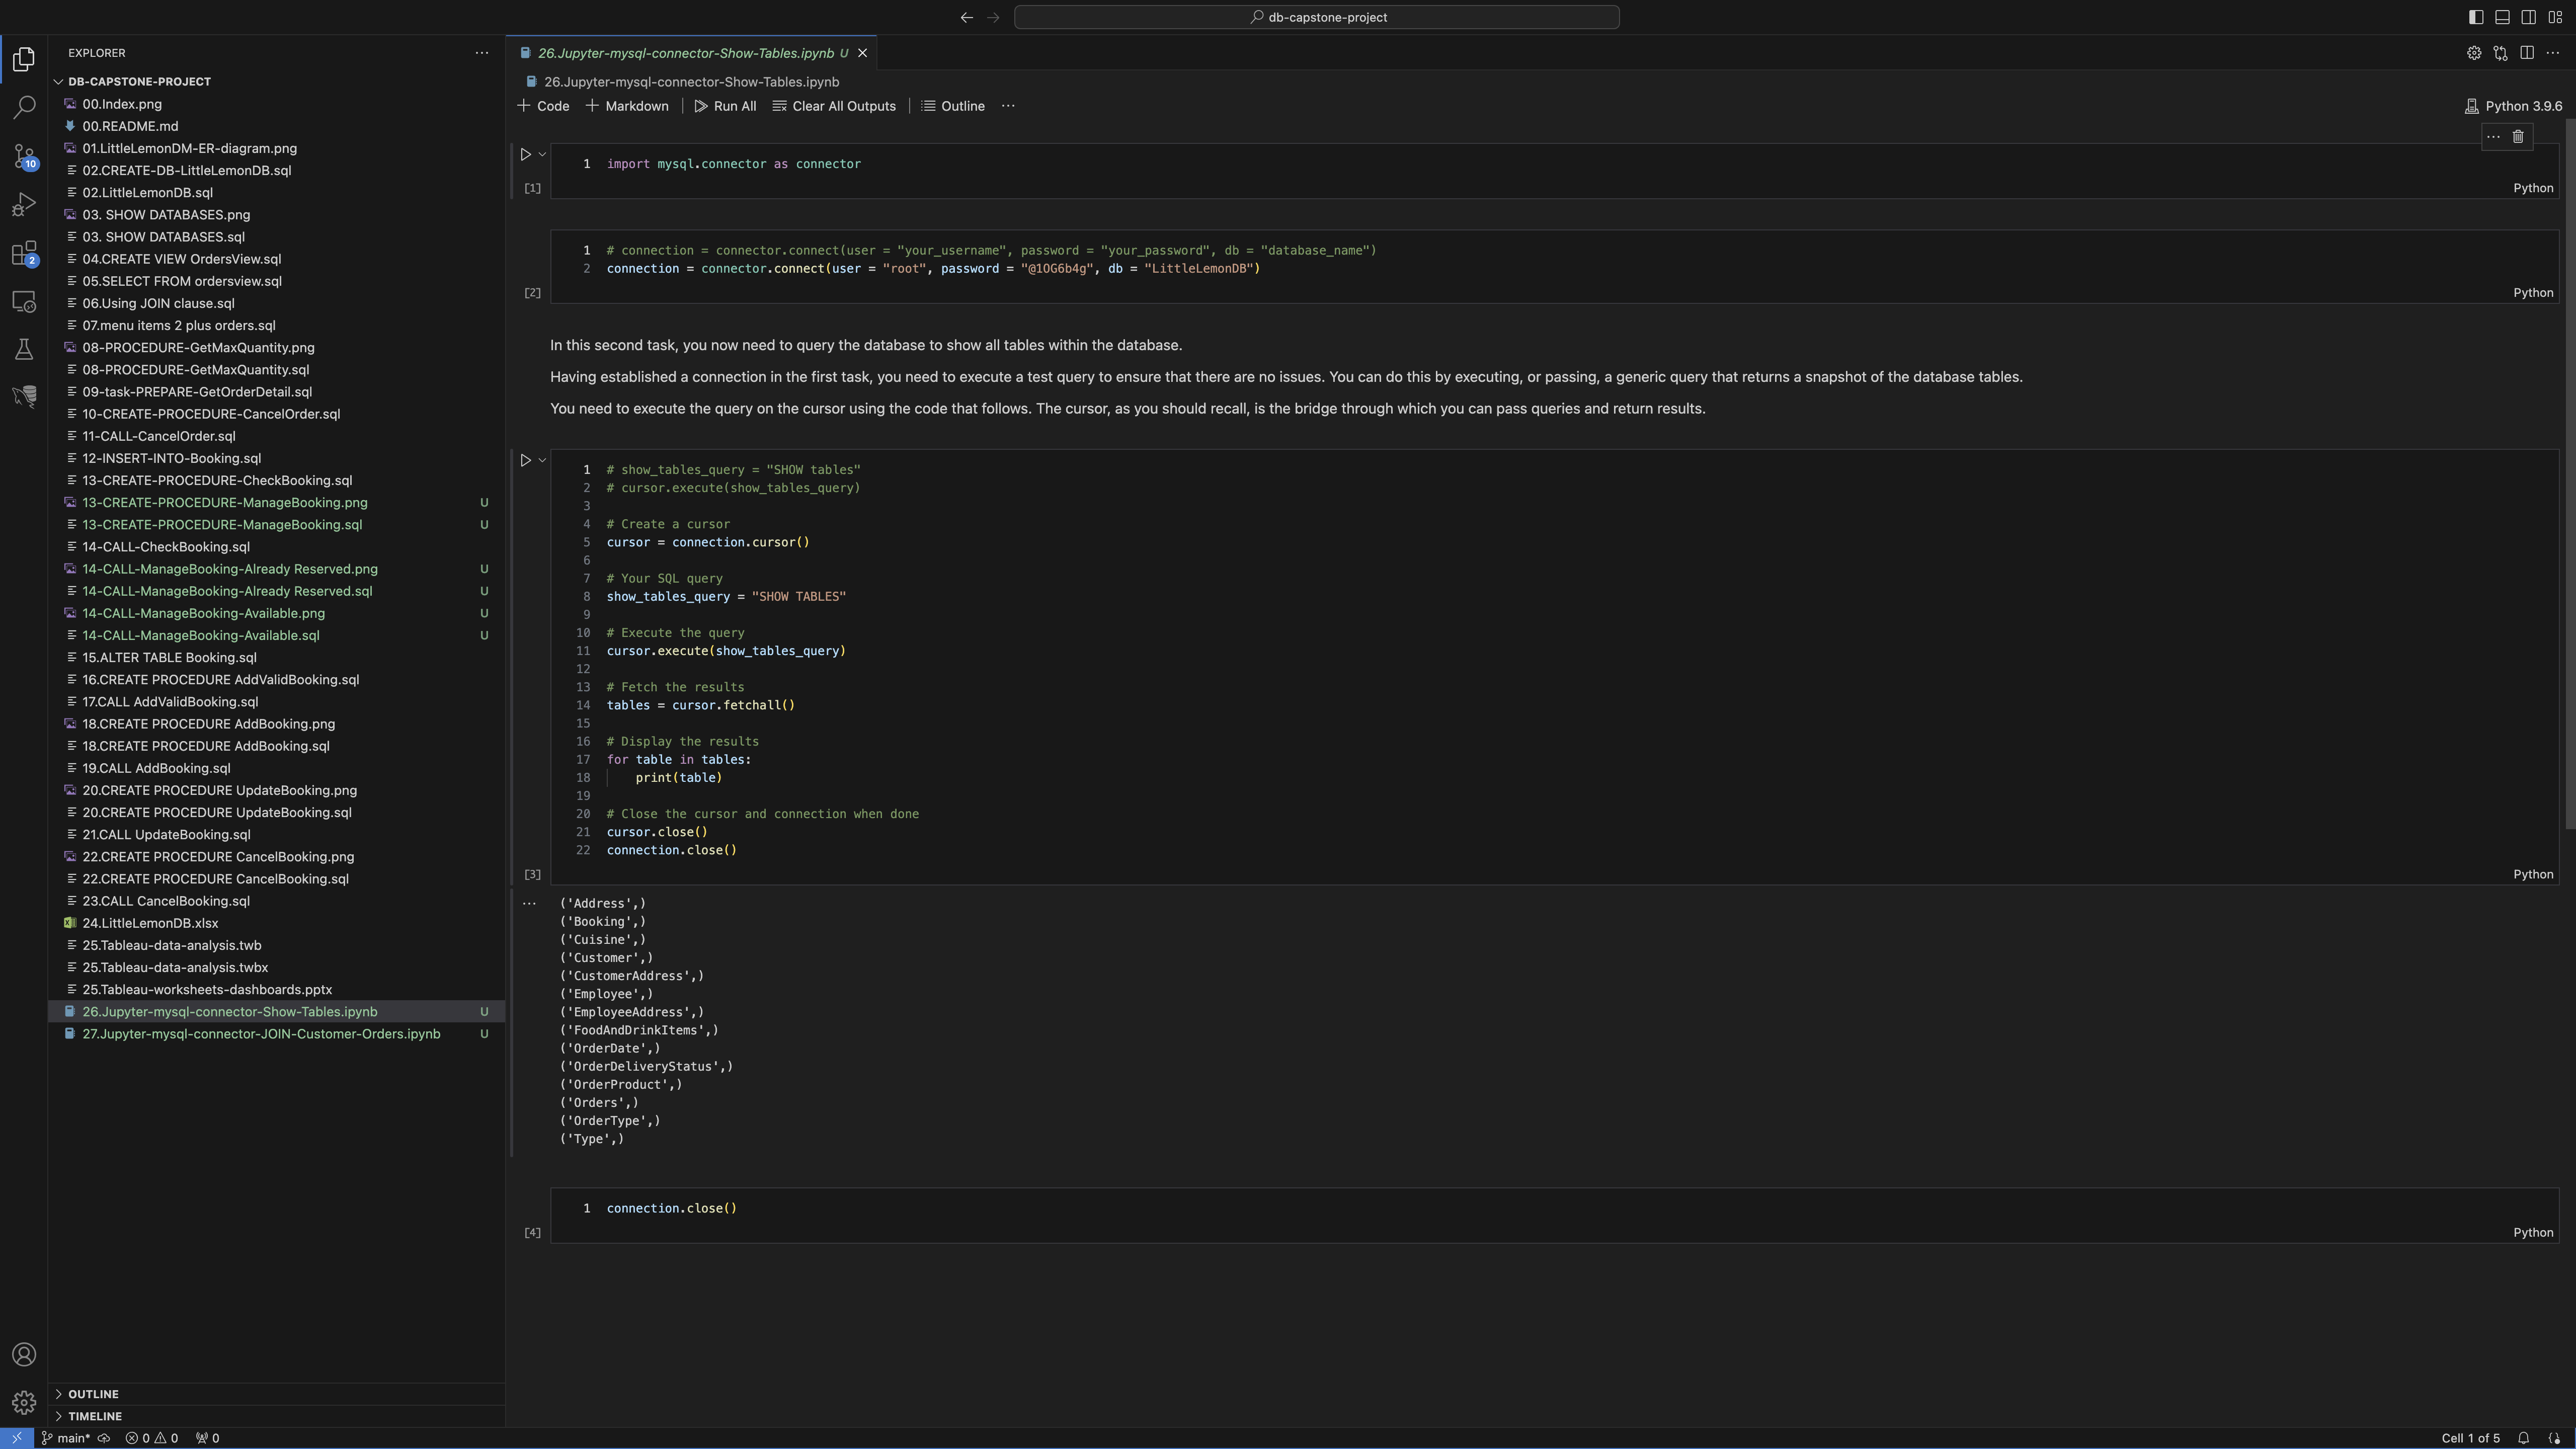 db-capstone-project
EXPLORER
DB-CAPSTONE-PROJECT
00.Index.png
00.README.md
01.LittleLemonDM-ER-diagram.png
02.CREATE-DB-LittleLemonDB.sql
02.LittleLemonDB.sql
03. SHOW DATABASES.png
03. SHOW DATABASES.sql
04.CREATE VIEW OrdersView.sql
05.SELECT FROM ordersview.sql
06.Using JOIN clause.sql
07.menu items 2 plus orders.sql
08-PROCEDURE-GetMaxQuantity.png
08-PROCEDURE-GetMaxQuantity.sql
09-task-PREPARE-GetOrderDetail.sql
10-CREATE-PROCEDURE-CancelOrder.sql
11-CALL-CancelOrder.sql
12-INSERT-INTO-Booking.sql
13-CREATE-PROCEDURE-CheckBooking.sql
13-CREATE-PROCEDURE-ManageBooking.png U
13-CREATE-PROCEDURE-ManageBooking.sql U
14-CALL-CheckBooking.sql
14-CALL-ManageBooking-Already Reserved.png U
14-CALL-ManageBooking-Already Reserved.sql U
14-CALL-ManageBooking-Available.png U
14-CALL-ManageBooking-Available.sql U
15.ALTER TABLE Booking.sql
16.CREATE PROCEDURE AddValidBooking.sql
17.CALL AddValidBooking.sql
18.CREATE PROCEDURE AddBooking.png
18.CREATE PROCEDURE AddBooking.sql
19.CALL AddBooking.sql
20.CREATE PROCEDURE UpdateBooking.png
20.CREATE PROCEDURE UpdateBooking.sql
21.CALL UpdateBooking.sql
22.CREATE PROCEDURE CancelBooking.png
22.CREATE PROCEDURE CancelBooking.sql
23.CALL CancelBooking.sql
24.LittleLemonDB.xlsx
25.Tableau-data-analysis.twb
25.Tableau-data-analysis.twbx
25.Tableau-worksheets-dashboards.pptx
26.Jupyter-mysql-connector-Show-Tables.ipynb U
27.Jupyter-mysql-connector-JOIN-Customer-Orders.ipynb U
OUTLINE
TIMELINE
10
2
26.Jupyter-mysql-connector-Show-Tables.ipynb U
26.Jupyter-mysql-connector-Show-Tables.ipynb
Code Markdown Run All Clear All Outputs Outline ...
Python 3.9.6
1 import mysql.connector as connector
[1] Python
1 # connection = connector.connect(user = "your_username", password = "your_password", db = "database_name")
2 connection = connector.connect(user = "root", password = "@1OG6b4g", db = "LittleLemonDB")
[2] Python
In this second task, you now need to query the database to show all tables within the database.
Having established a connection in the first task, you need to execute a test query to ensure that there are no issues. You can do this by executing, or passing, a generic query that returns a snapshot of the database tables.
You need to execute the query on the cursor using the code that follows. The cursor, as you should recall, is the bridge through which you can pass queries and return results.
1 # show_tables_query = "SHOW tables"
2 # cursor.execute(show_tables_query)
3
4 # Create a cursor
5 cursor = connection.cursor()
6
7 # Your SQL query
8 show_tables_query = "SHOW TABLES"
9
10 # Execute the query
11 cursor.execute(show_tables_query)
12
13 # Fetch the results
14 tables = cursor.fetchall()
15
16 # Display the results
17 for table in tables:
18     print(table)
19
20 # Close the cursor and connection when done
21 cursor.close()
22 connection.close()
[3] Python
... ('Address',)
('Booking',)
('Cuisine',)
('Customer',)
('CustomerAddress',)
('Employee',)
('EmployeeAddress',)
('FoodAndDrinkItems',)
('OrderDate',)
('OrderDeliveryStatus',)
('OrderProduct',)
('Orders',)
('OrderType',)
('Type',)
1 connection.close()
[4] Python
main* 0 0 0
Cell 1 of 5